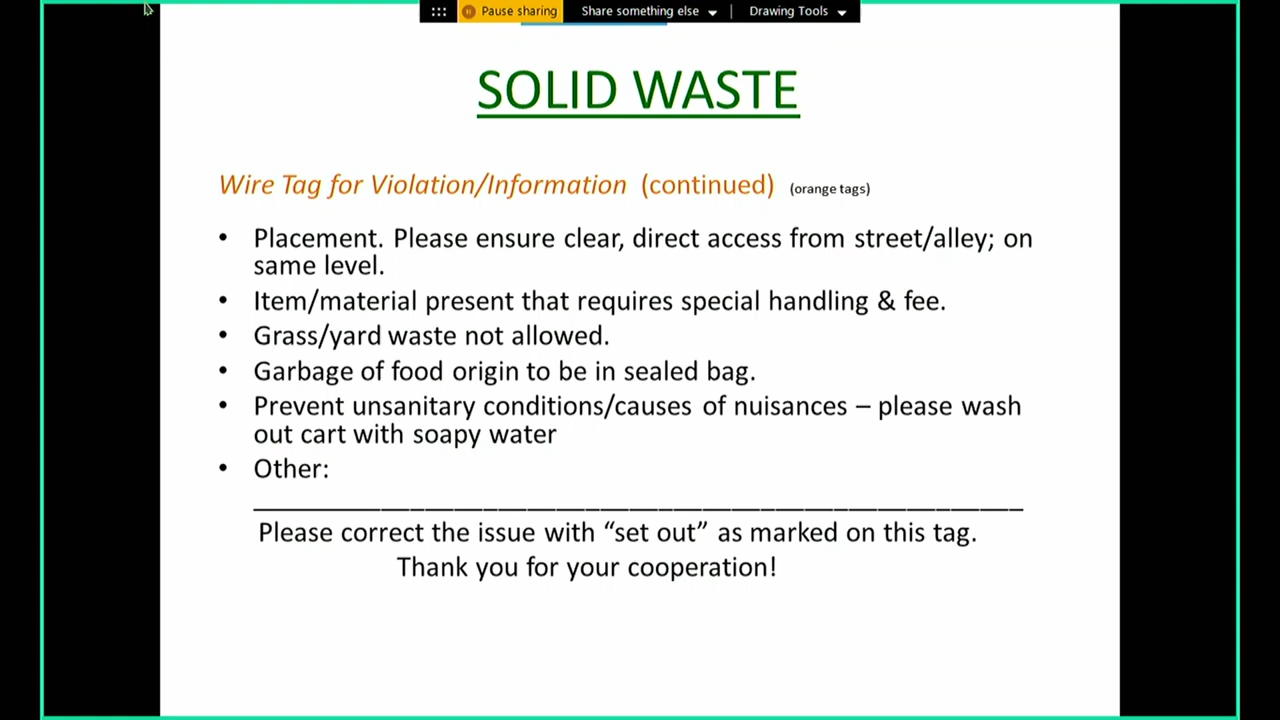 Pause sharing
Share something else
Drawing Tools
SOLID WASTE
Wire Tag for Violation/Information (continued) (orange tags)
• Placement. Please ensure clear, direct access from street/alley; on
same level.
• Item/material present that requires special handling & fee.
• Grass/yard waste not allowed.
• Garbage of food origin to be in sealed bag.
• Prevent unsanitary conditions/causes of nuisances – please wash
out cart with soapy water
• Other:
Please correct the issue with “set out” as marked on this tag.
Thank you for your cooperation!